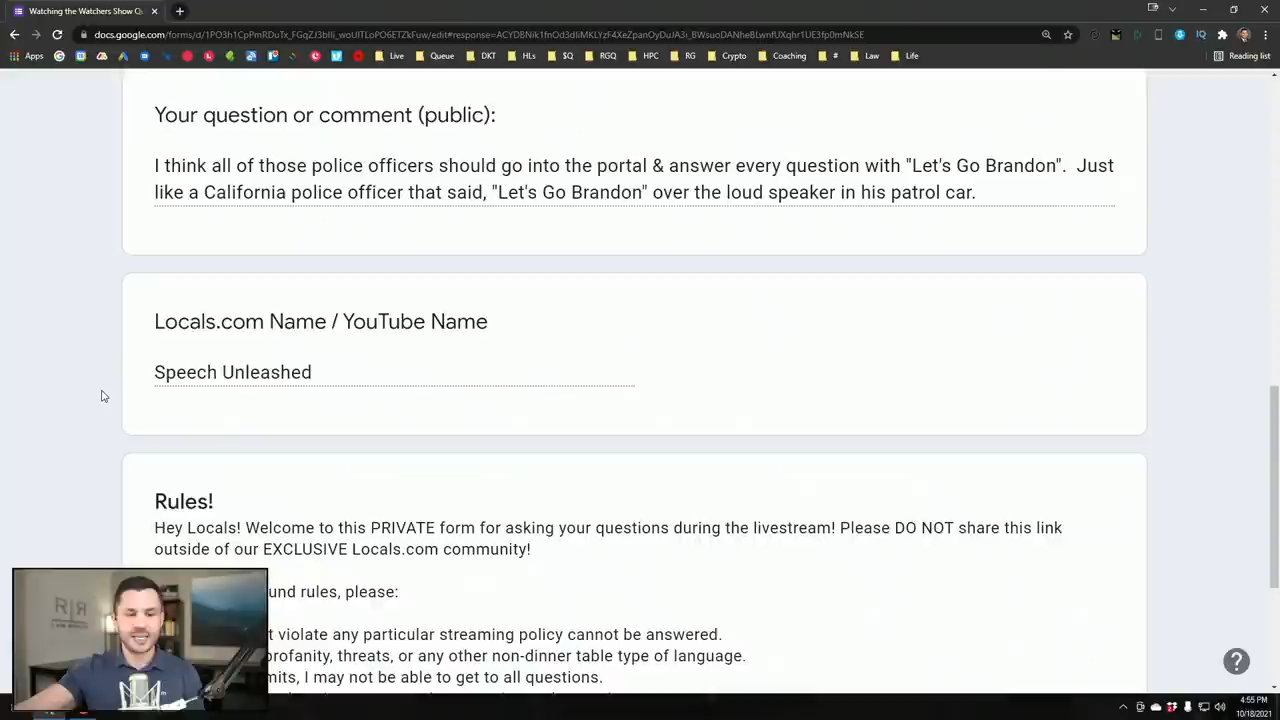 Watching the Watchers Show C
docs.google.com/forms/d/
Apps
Live
Queue
DKT
HLs
$Q
RGQ
HPC
RG
Crypto
Coaching
#
Law
Life
Reading list
Your question or comment (public):
I think all of those police officers should go into the portal & answer every question with "Let's Go Brandon".  Just
like a California police officer that said, "Let's Go Brandon" over the loud speaker in his patrol car.
Locals.com Name / YouTube Name
Speech Unleashed
Rules!
Hey Locals! Welcome to this PRIVATE form for asking your questions during the livestream! Please DO NOT share this link
outside of our EXCLUSIVE Locals.com community!
und rules, please:
t violate any particular streaming policy cannot be answered.
rofanity, threats, or any other non-dinner table type of language.
mits, I may not be able to get to all questions.
R|R
4:55 PM
10/18/2021